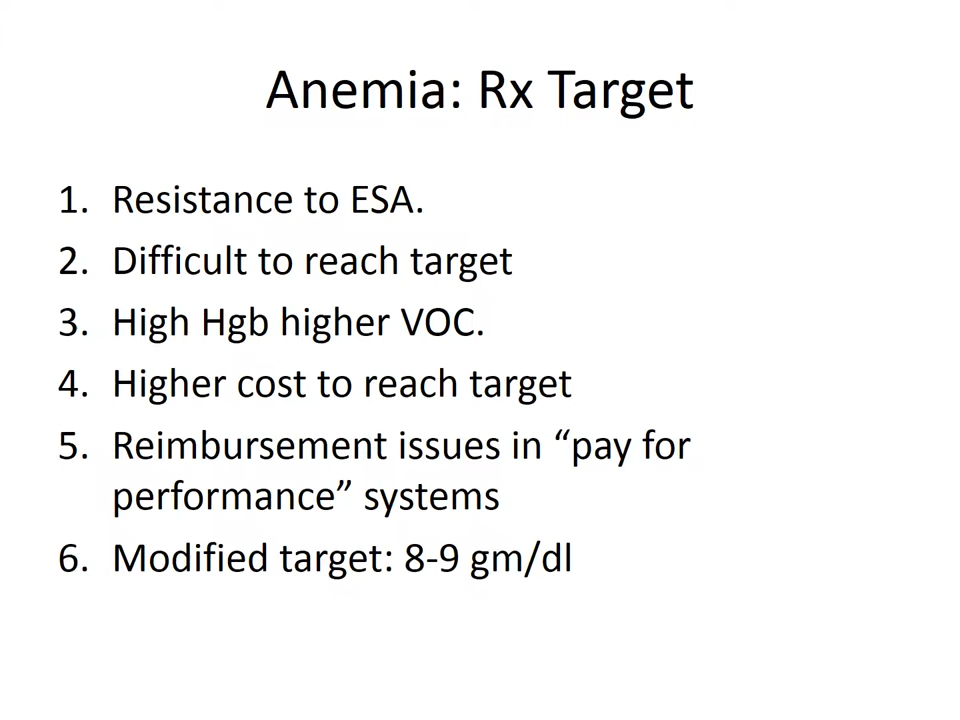 Anemia: Rx Target
1. Resistance to ESA.
2. Difficult to reach target
3. High Hgb higher VOC.
4. Higher cost to reach target
5. Reimbursement issues in “pay for
performance” systems
6. Modified target: 8-9 gm/dl